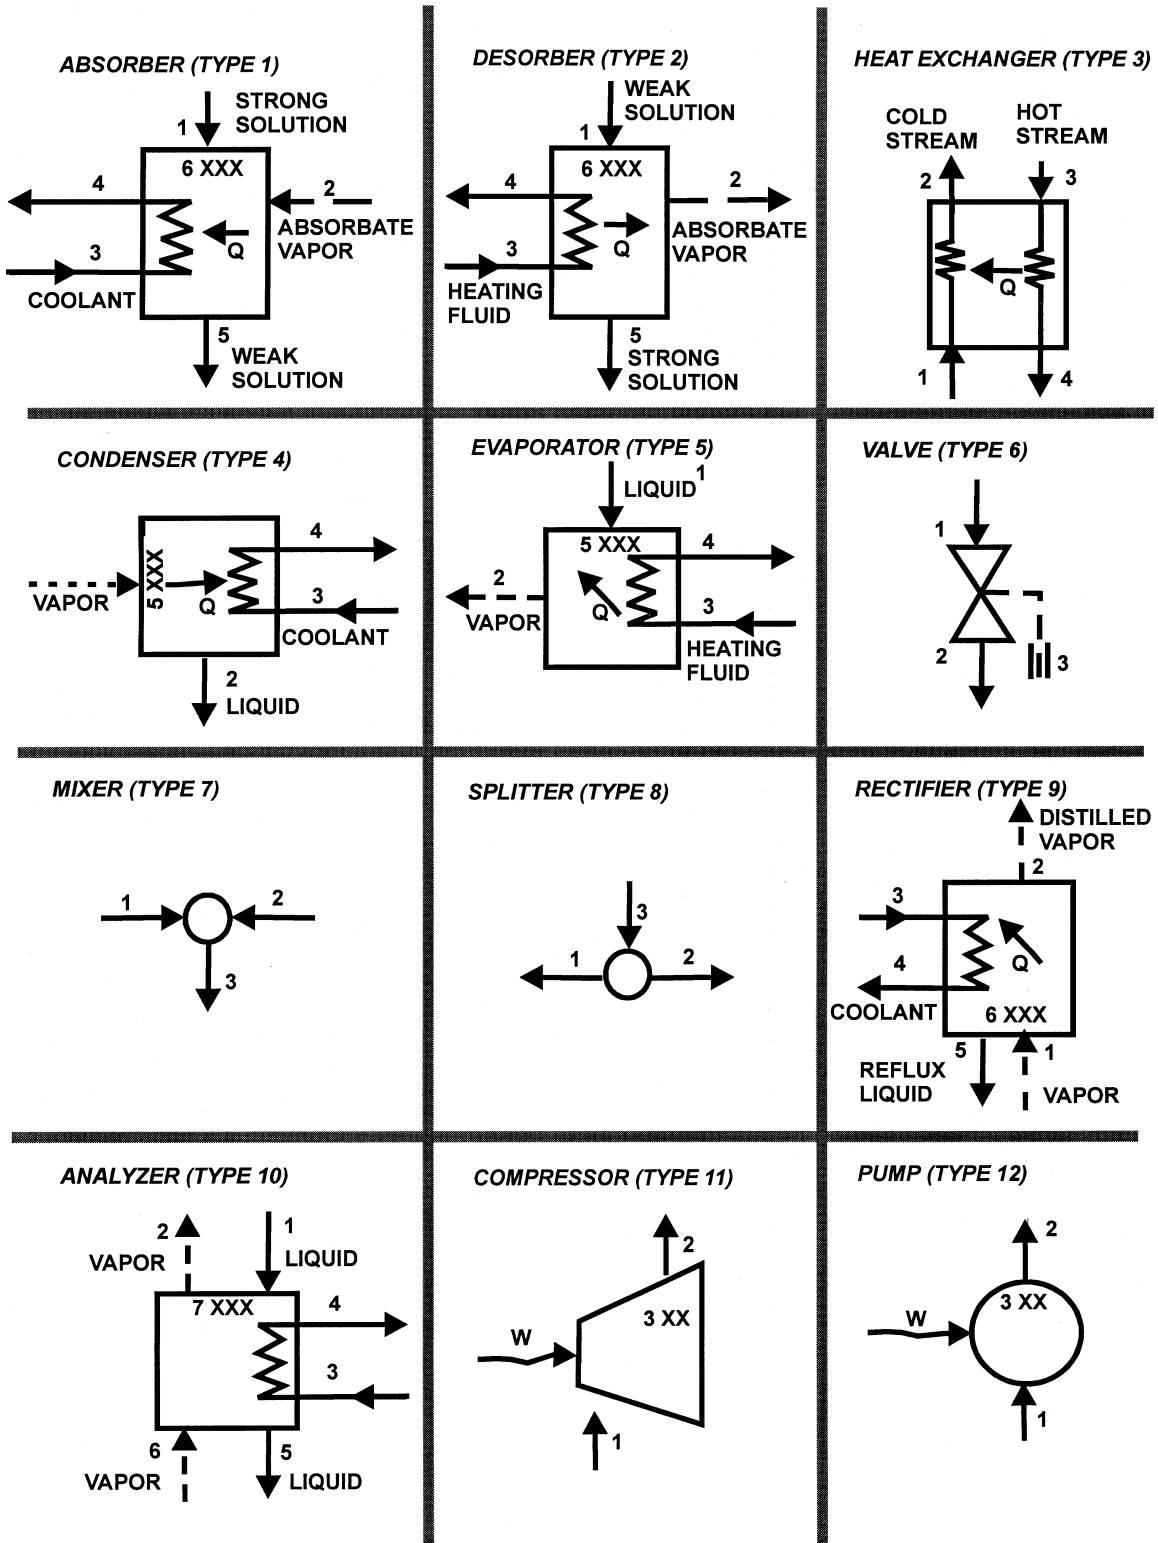 ABSORBER (TYPE 1)
STRONG
SOLUTION
1
6 XXX
4
2
ABSORBATE
VAPOR
Q
3
COOLANT
5
WEAK
SOLUTION
DESORBER (TYPE 2)
WEAK
SOLUTION
1
6 XXX
4
2
ABSORBATE
VAPOR
Q
3
HEATING
FLUID
5
STRONG
SOLUTION
HEAT EXCHANGER (TYPE 3)
COLD
STREAM
HOT
STREAM
2
3
Q
1
4
CONDENSER (TYPE 4)
4
5 XXX
VAPOR
Q
3
COOLANT
2
LIQUID
EVAPORATOR (TYPE 5)
LIQUID
1
5 XXX
4
2
VAPOR
Q
3
HEATING
FLUID
VALVE (TYPE 6)
1
2
3
MIXER (TYPE 7)
1
2
3
SPLITTER (TYPE 8)
3
1
2
RECTIFIER (TYPE 9)
DISTILLED
VAPOR
2
3
4
Q
COOLANT
6 XXX
5
1
REFLUX
LIQUID
VAPOR
ANALYZER (TYPE 10)
2
VAPOR
1
LIQUID
7 XXX
4
3
6
VAPOR
5
LIQUID
COMPRESSOR (TYPE 11)
2
3 XX
W
1
PUMP (TYPE 12)
2
3 XX
W
1